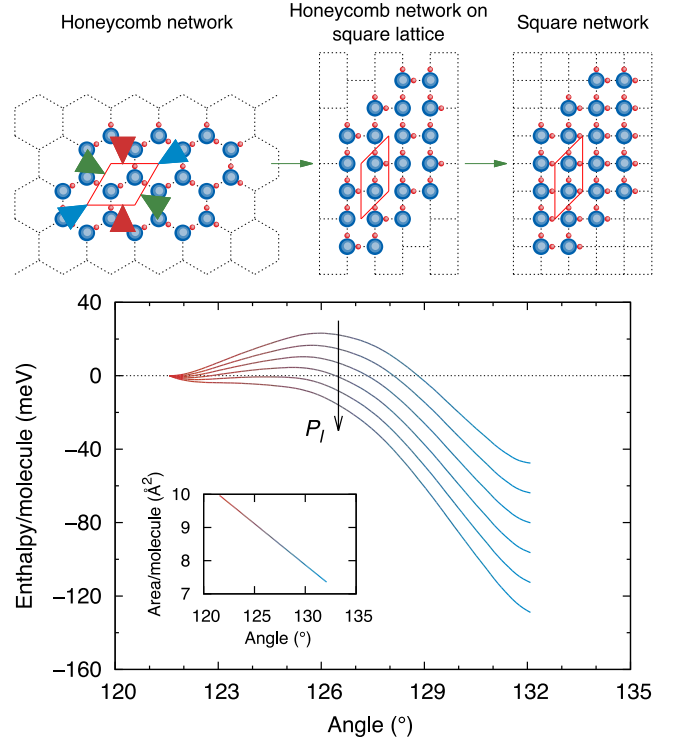 Honeycomb network
Honeycomb network on
square lattice
Square network
40
0
−40
−80
−120
−160
Enthalpy/molecule (meV)
P_l
10
9
8
7
Area/molecule (Å²)
120 125 130 135
Angle (°)
120 123 126 129 132 135
Angle (°)